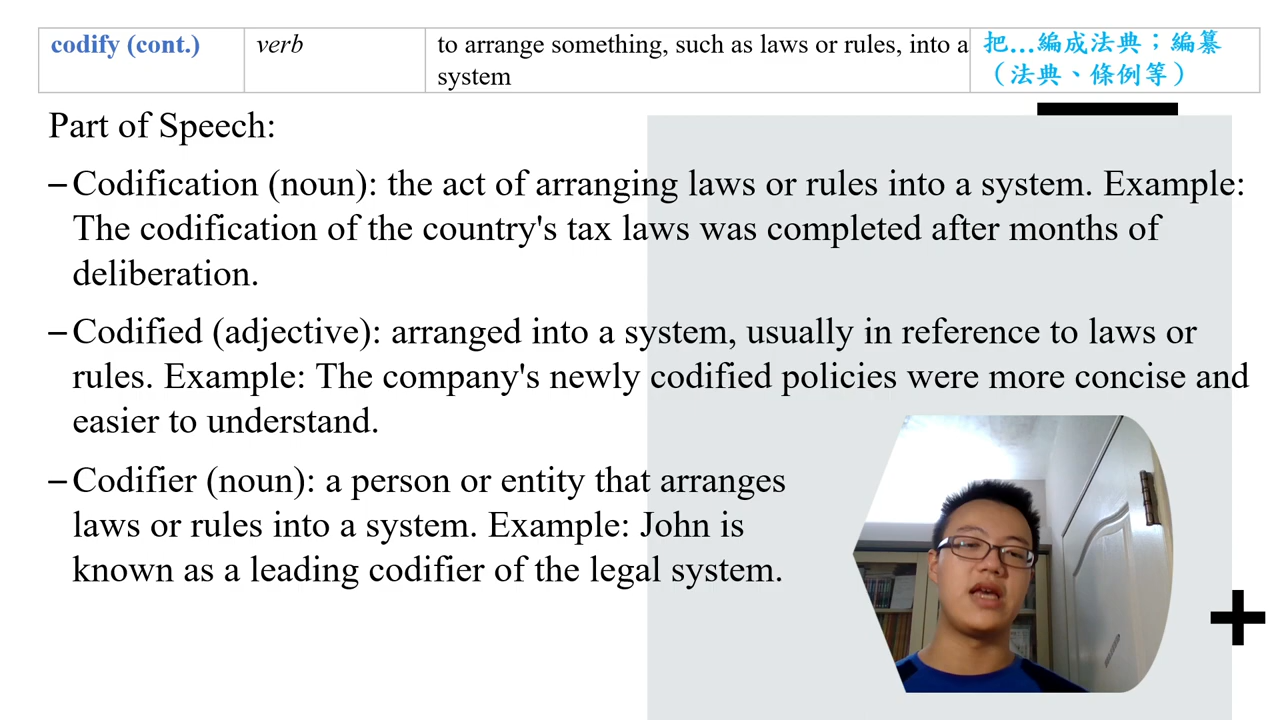 codify (cont.)
verb
to arrange something, such as laws or rules, into a
system
把…編成法典；編纂
（法典、條例等）
Part of Speech:
– Codification (noun): the act of arranging laws or rules into a system. Example:
The codification of the country's tax laws was completed after months of
deliberation.
– Codified (adjective): arranged into a system, usually in reference to laws or
rules. Example: The company's newly codified policies were more concise and
easier to understand.
– Codifier (noun): a person or entity that arranges
laws or rules into a system. Example: John is
known as a leading codifier of the legal system.